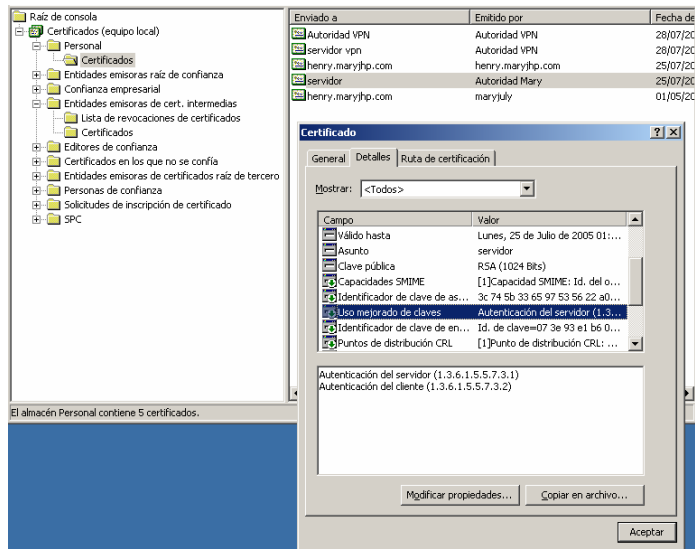 Raíz de consola
Certificados (equipo local)
Personal
Certificados
Entidades emisoras raíz de confianza
Confianza empresarial
Entidades emisoras de cert. intermedias
Lista de revocaciones de certificados
Certificados
Editores de confianza
Certificados en los que no se confía
Entidades emisoras de certificados raíz de tercero
Personas de confianza
Solicitudes de inscripción de certificado
SPC
Enviado a Emitido por Fecha de
Autoridad VPN Autoridad VPN 28/07/20
servidor vpn Autoridad VPN 28/07/20
henry.maryjhp.com henry.maryjhp.com 25/07/20
servidor Autoridad Mary 25/07/20
henry.maryjhp.com maryjuly 01/05/20
Certificado
General Detalles Ruta de certificación
Mostrar: <Todos>
Campo Valor
Válido hasta Lunes, 25 de Julio de 2005 01:...
Asunto servidor
Clave pública RSA (1024 Bits)
Capacidades SMIME [1]Capacidad SMIME: Id. del o...
Identificador de clave de as... 3c 74 5b 33 65 97 53 56 22 a0...
Uso mejorado de claves Autenticación del servidor (1.3...
Identificador de clave de en... Id. de clave=07 3e 93 e1 b6 0...
Puntos de distribución CRL [1]Punto de distribución CRL: ...
Autenticación del servidor (1.3.6.1.5.5.7.3.1)
Autenticación del cliente (1.3.6.1.5.5.7.3.2)
Modificar propiedades... Copiar en archivo...
Aceptar
El almacén Personal contiene 5 certificados.